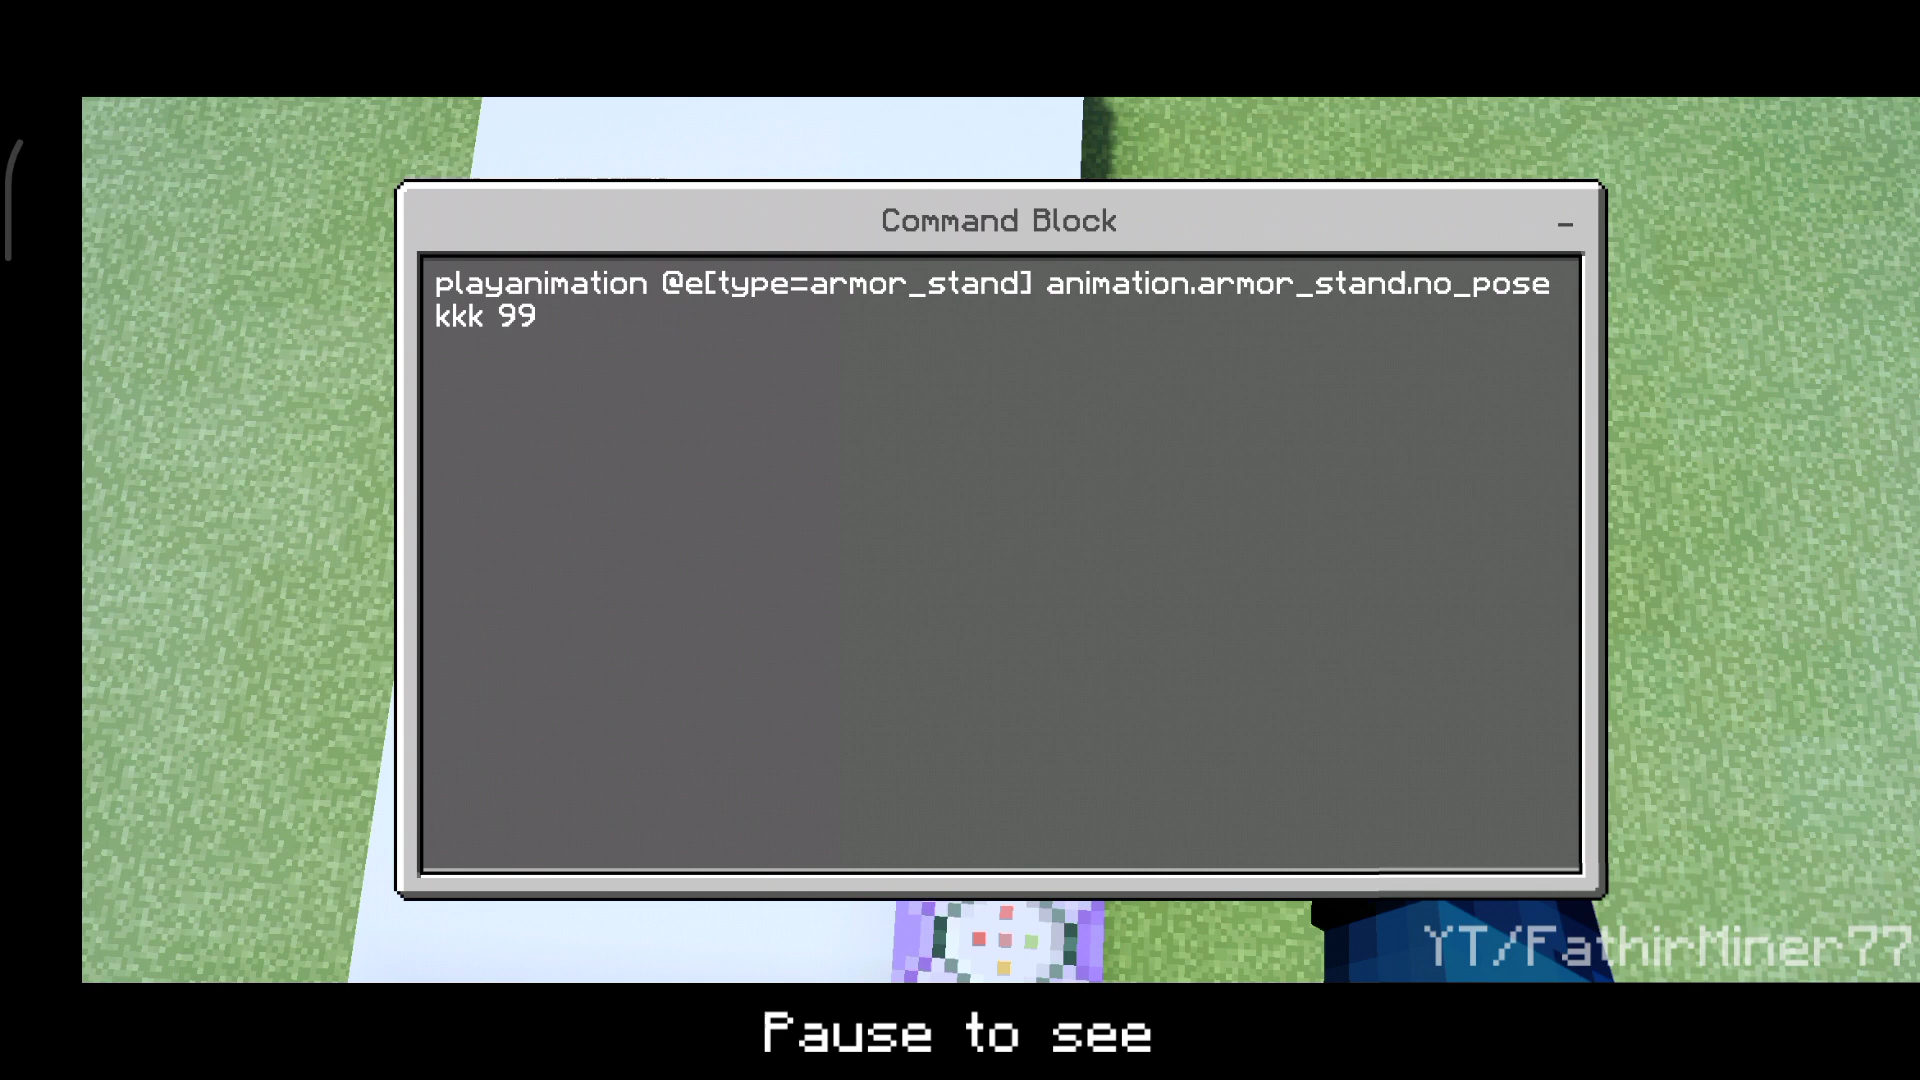 Command Block
playanimation @e[type=armor_stand] animation.armor_stand.no_pose
kkk 99
YT/FathirMiner77
Pause to see